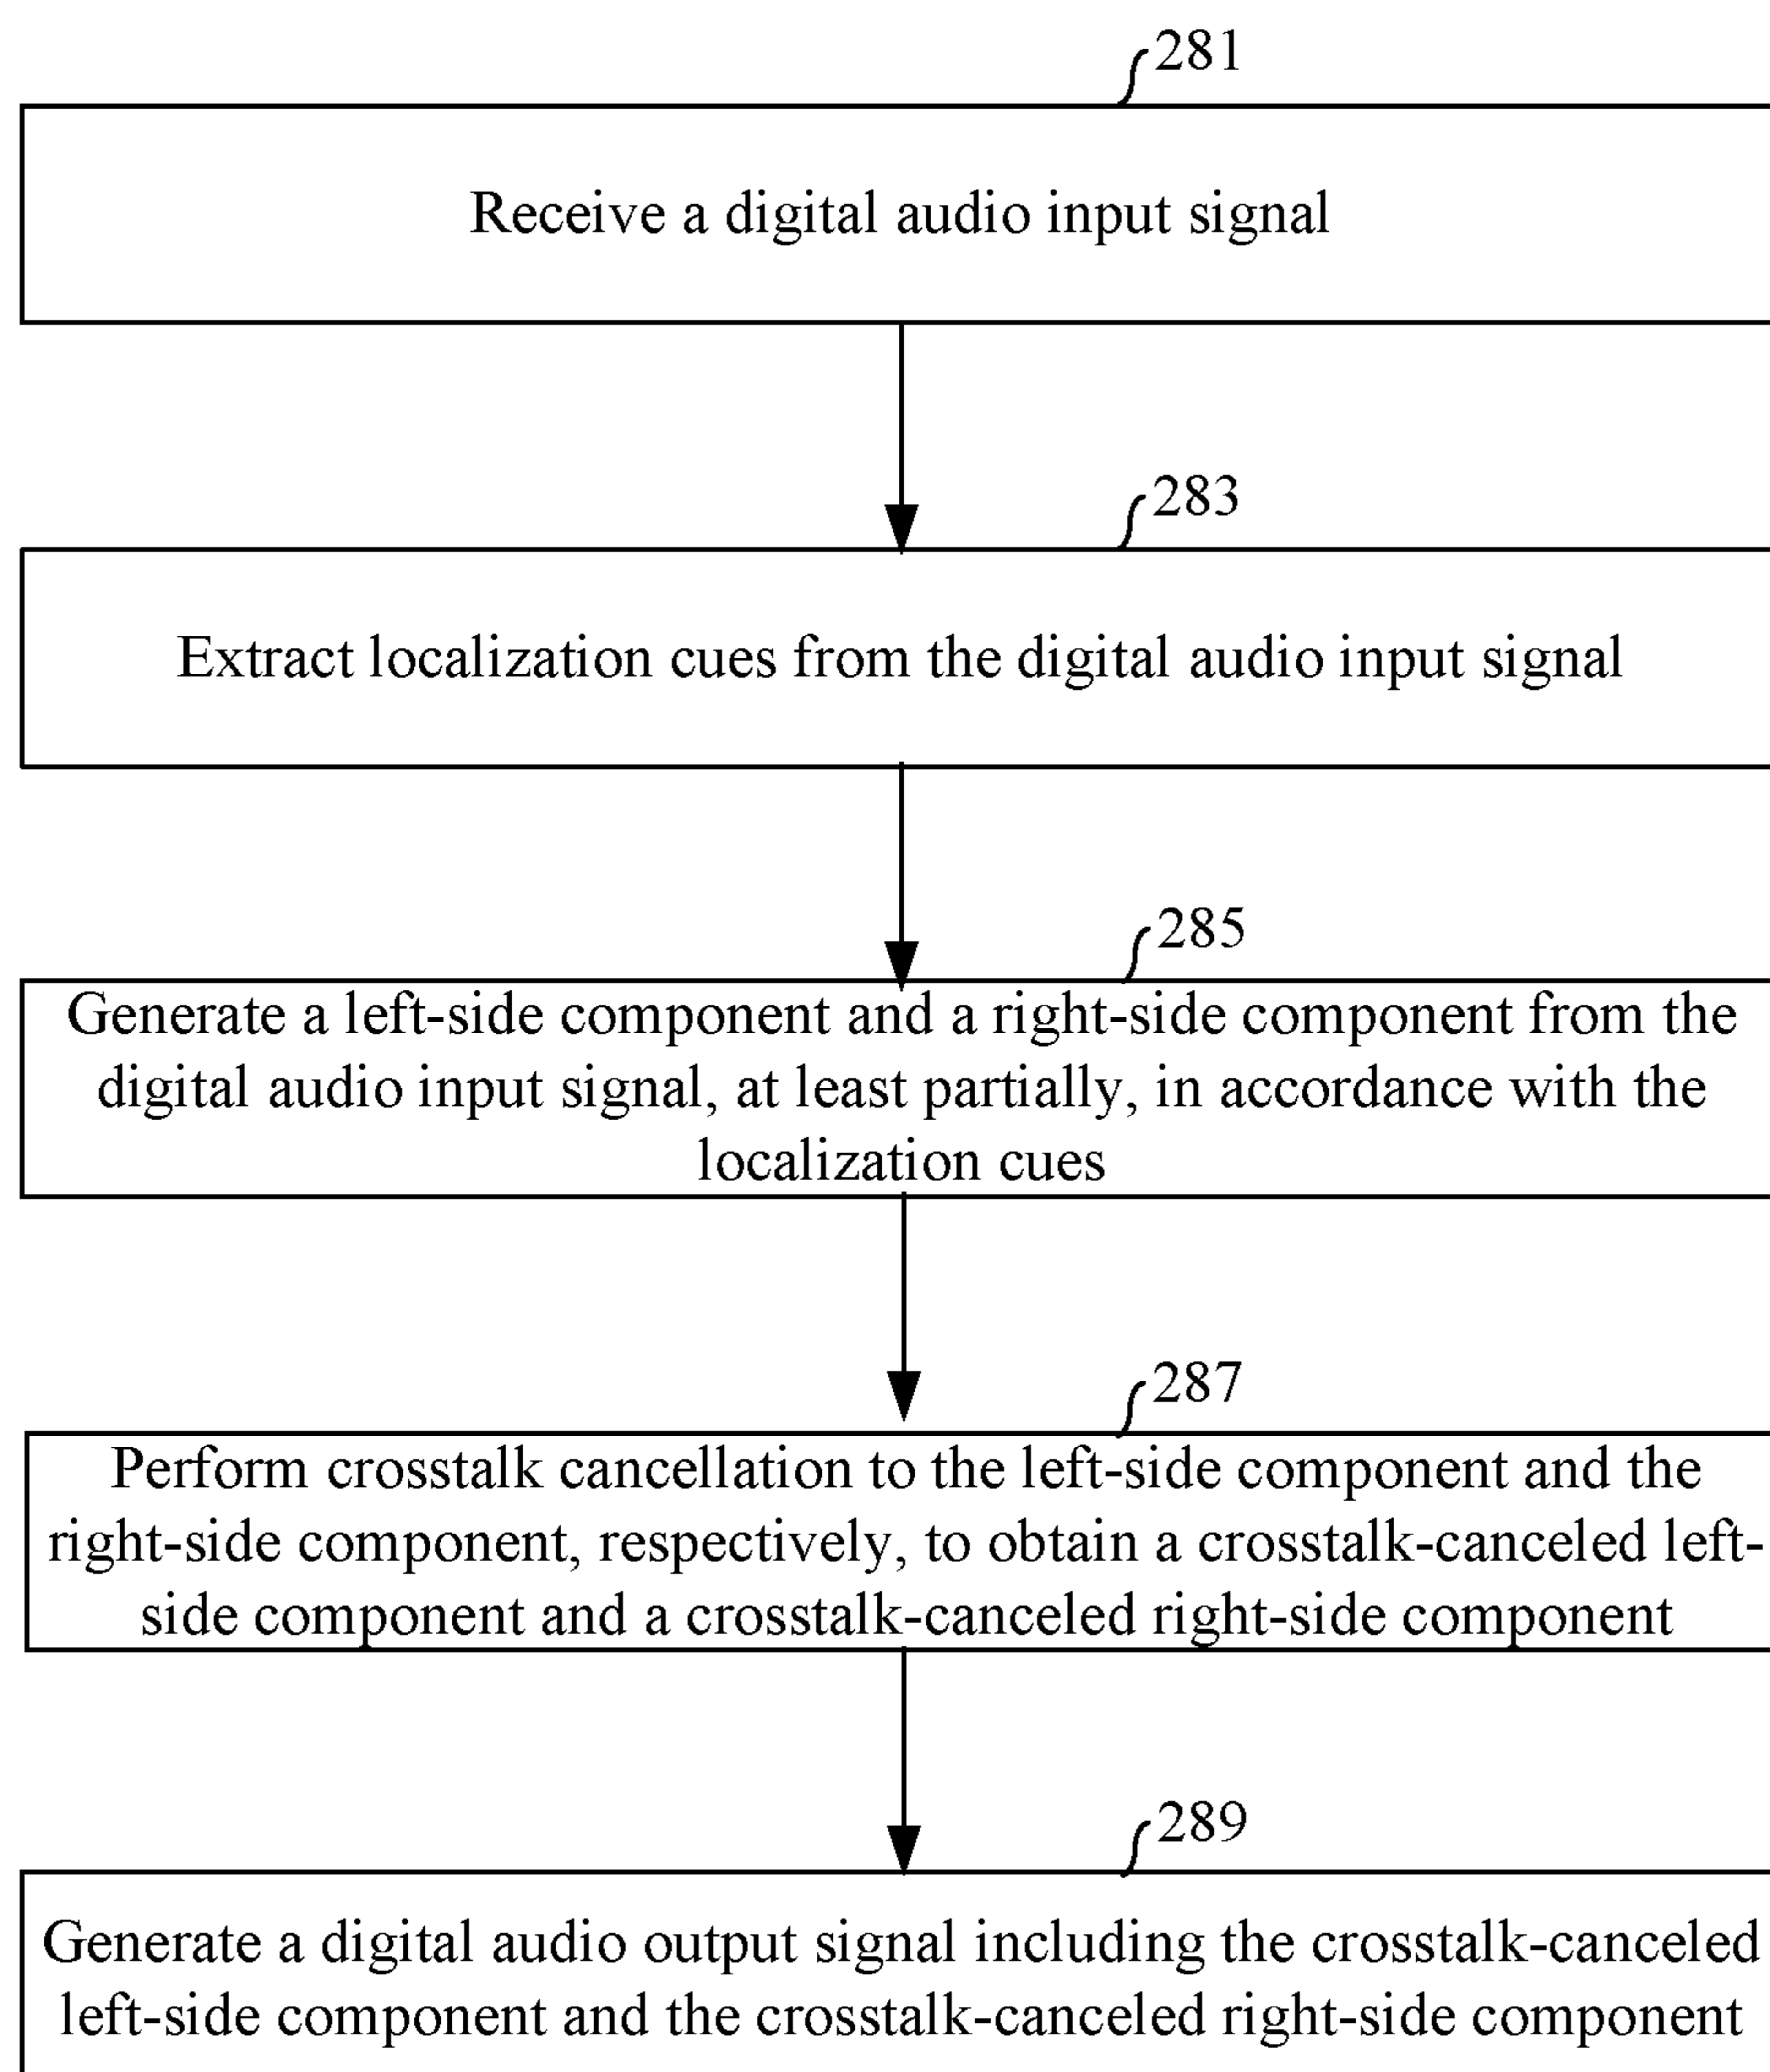 281
Receive a digital audio input signal
283
Extract localization cues from the digital audio input signal
285
Generate a left-side component and a right-side component from the
digital audio input signal, at least partially, in accordance with the
localization cues
287
Perform crosstalk cancellation to the left-side component and the
right-side component, respectively, to obtain a crosstalk-canceled left-
side component and a crosstalk-canceled right-side component
289
Generate a digital audio output signal including the crosstalk-canceled
left-side component and the crosstalk-canceled right-side component